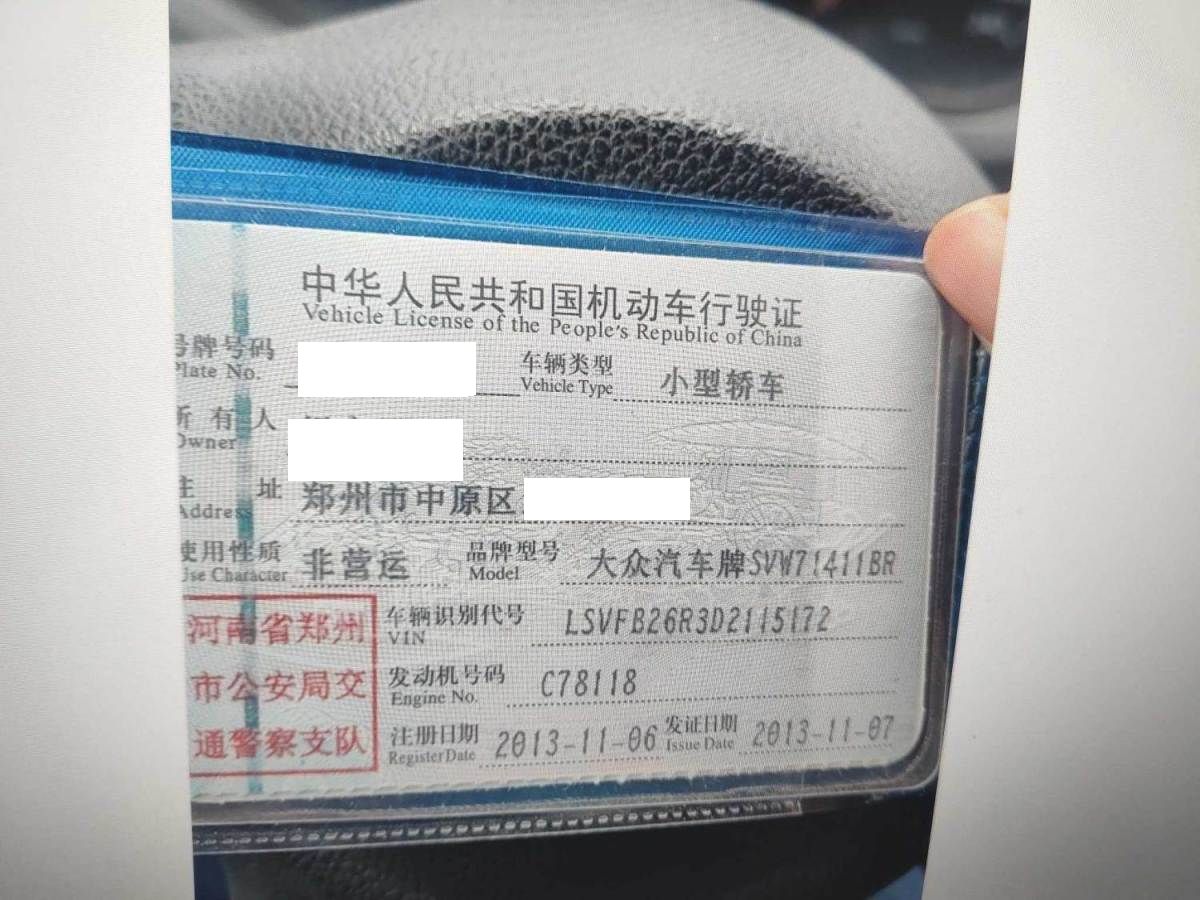 中华人民共和国机动车行驶证
Vehicle License of the People's Republic of China
号牌号码 车辆类型 小型轿车
Plate No. Vehicle Type
所有人
Owner
住址 郑州市中原区
Address
使用性质 非营运 品牌型号 大众汽车牌SVW71411BR
Use Character Model
河南省郑州 车辆识别代号 LSVFB26R3D2115172
VIN
市公安局交 发动机号码 C78118
Engine No.
通警察支队 注册日期 2013-11-06 发证日期 2013-11-07
Register Date Issue Date